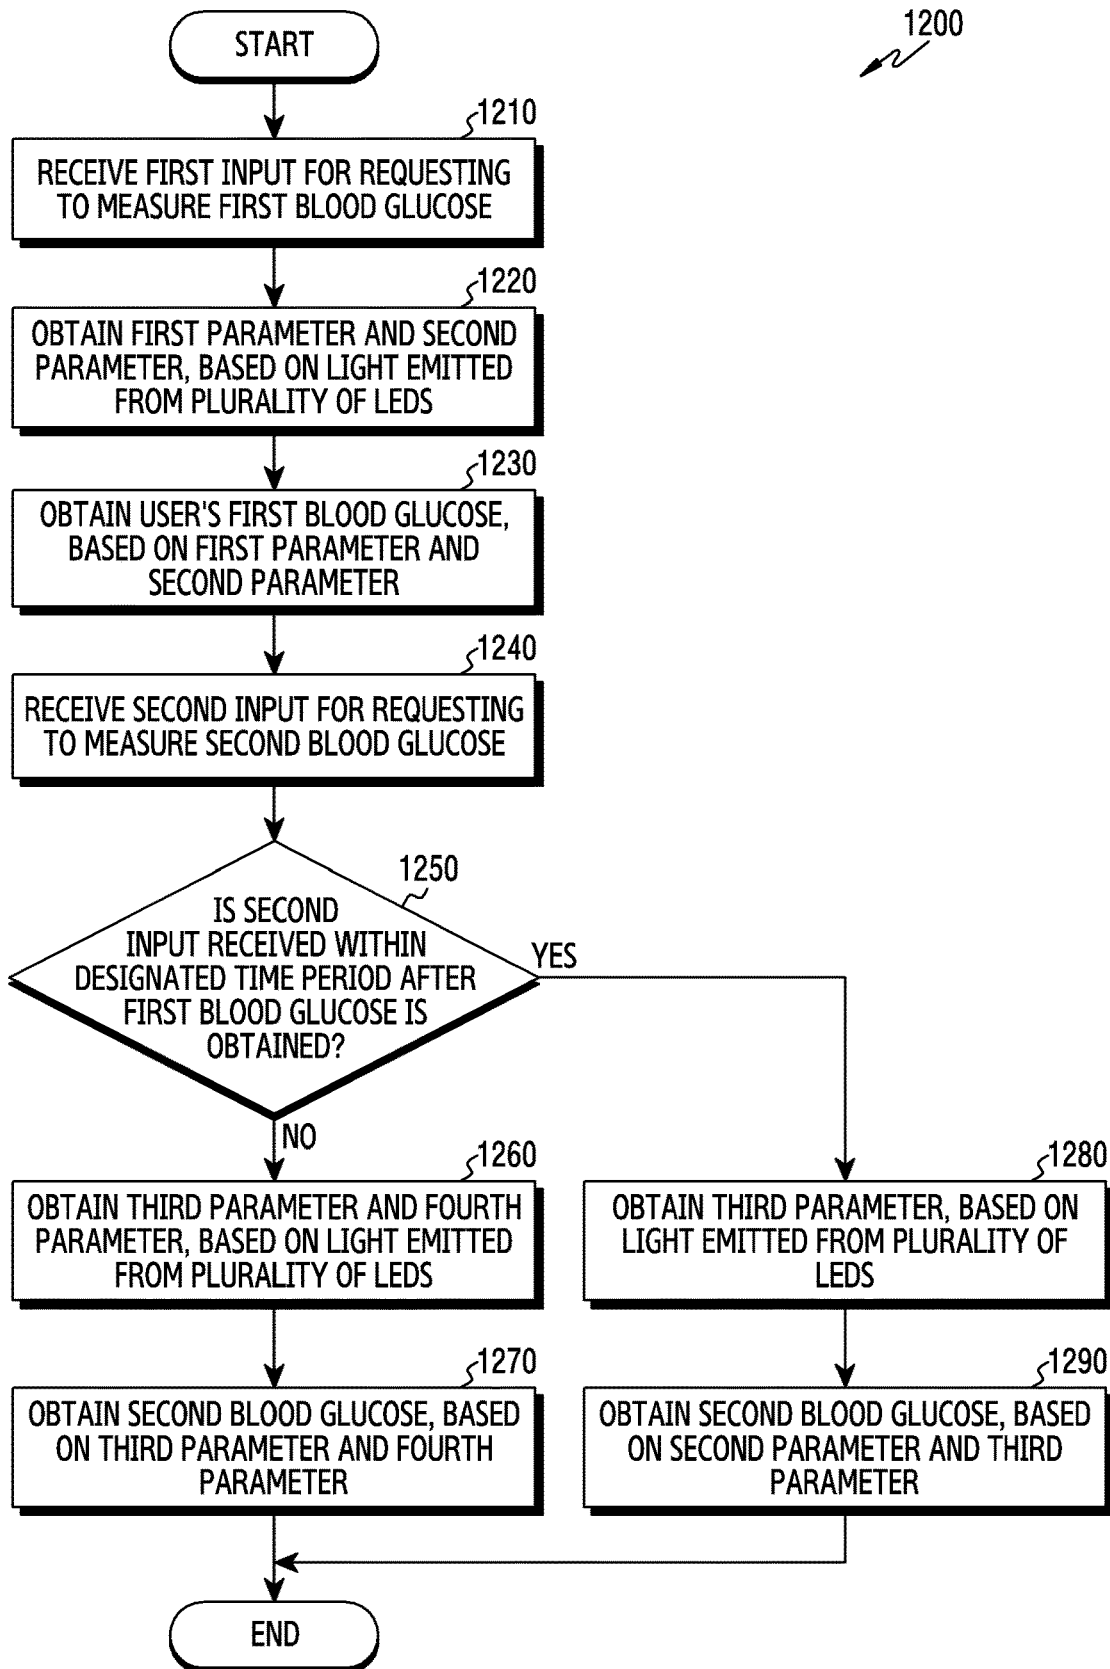 START
1200
1210
RECEIVE FIRST INPUT FOR REQUESTING
TO MEASURE FIRST BLOOD GLUCOSE
1220
OBTAIN FIRST PARAMETER AND SECOND
PARAMETER, BASED ON LIGHT EMITTED
FROM PLURALITY OF LEDS
1230
OBTAIN USER'S FIRST BLOOD GLUCOSE,
BASED ON FIRST PARAMETER AND
SECOND PARAMETER
1240
RECEIVE SECOND INPUT FOR REQUESTING
TO MEASURE SECOND BLOOD GLUCOSE
1250
IS SECOND
INPUT RECEIVED WITHIN
DESIGNATED TIME PERIOD AFTER
FIRST BLOOD GLUCOSE IS
OBTAINED?
YES
NO
1260
OBTAIN THIRD PARAMETER AND FOURTH
PARAMETER, BASED ON LIGHT EMITTED
FROM PLURALITY OF LEDS
1280
OBTAIN THIRD PARAMETER, BASED ON
LIGHT EMITTED FROM PLURALITY OF
LEDS
1270
OBTAIN SECOND BLOOD GLUCOSE, BASED
ON THIRD PARAMETER AND FOURTH
PARAMETER
1290
OBTAIN SECOND BLOOD GLUCOSE, BASED
ON SECOND PARAMETER AND THIRD
PARAMETER
END